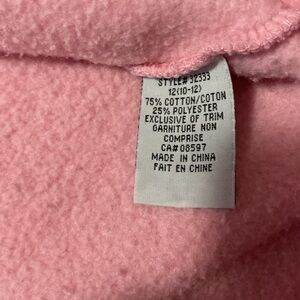 STYLE# 32333
12(10-12)
75% COTTON/COTON
25% POLYESTER
EXCLUSIVE OF TRIM
GARNITURE NON
COMPRISE
CA# 08597
MADE IN CHINA
FAIT EN CHINE